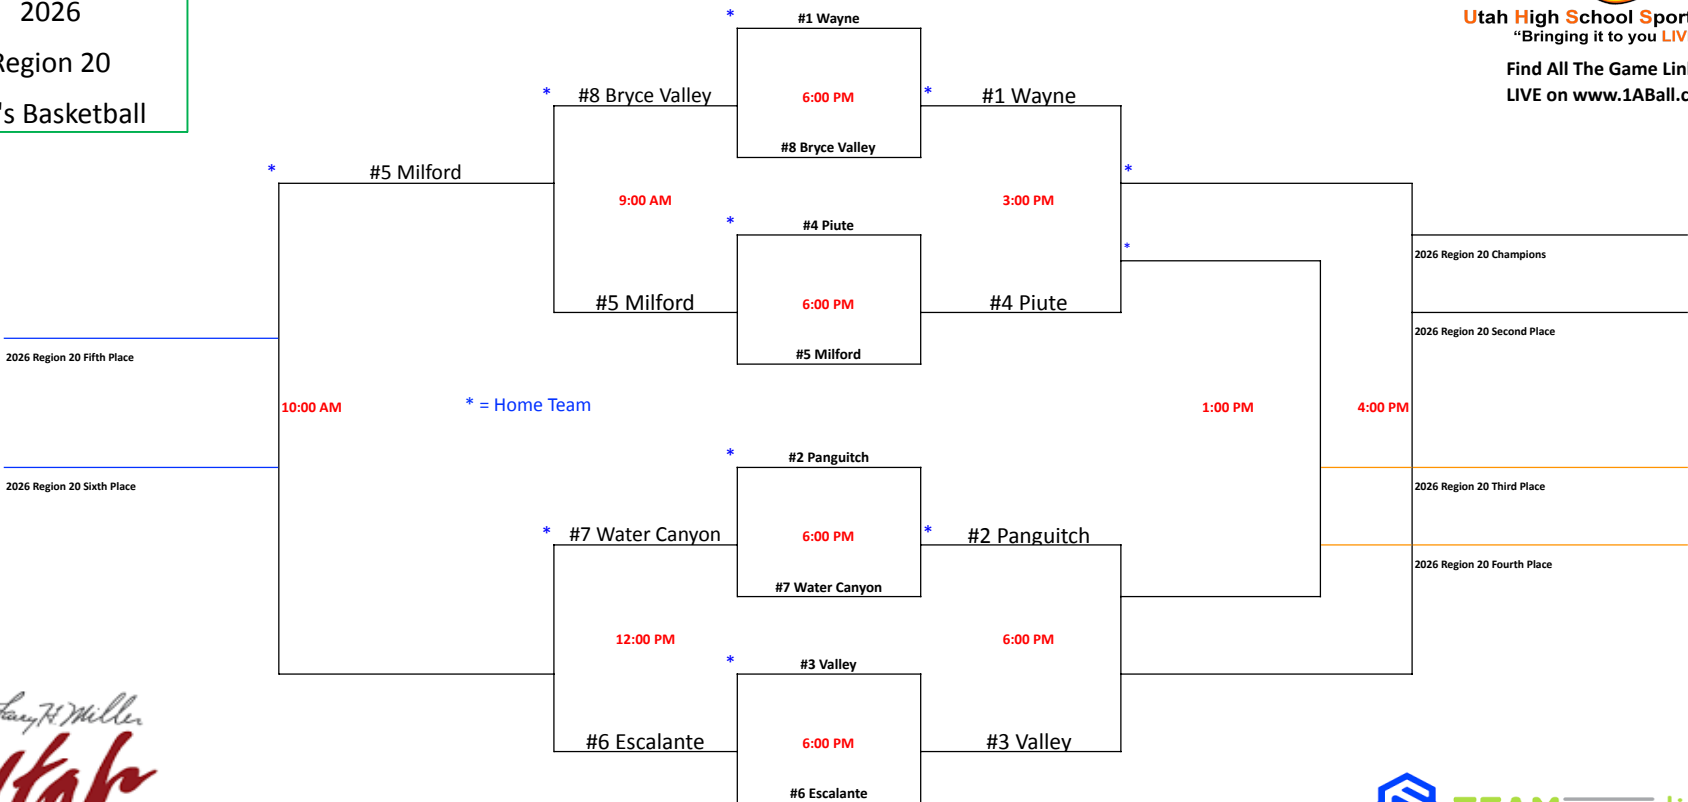 2026
Region 20
's Basketball
Utah High School Sport
“Bringing it to you LIV
Find All The Game Lin
LIVE on www.1ABall.c
* #1 Wayne
* #8 Bryce Valley
6:00 PM
* #1 Wayne
#8 Bryce Valley
* #5 Milford
*
9:00 AM
3:00 PM
* #4 Piute
*
2026 Region 20 Champions
#5 Milford
6:00 PM
#4 Piute
2026 Region 20 Second Place
#5 Milford
2026 Region 20 Fifth Place
10:00 AM
* = Home Team
1:00 PM
4:00 PM
* #2 Panguitch
2026 Region 20 Sixth Place
2026 Region 20 Third Place
* #7 Water Canyon
6:00 PM
* #2 Panguitch
2026 Region 20 Fourth Place
#7 Water Canyon
12:00 PM
6:00 PM
* #3 Valley
#6 Escalante
6:00 PM
#3 Valley
#6 Escalante
Larry H. Miller
Utah
TEAM